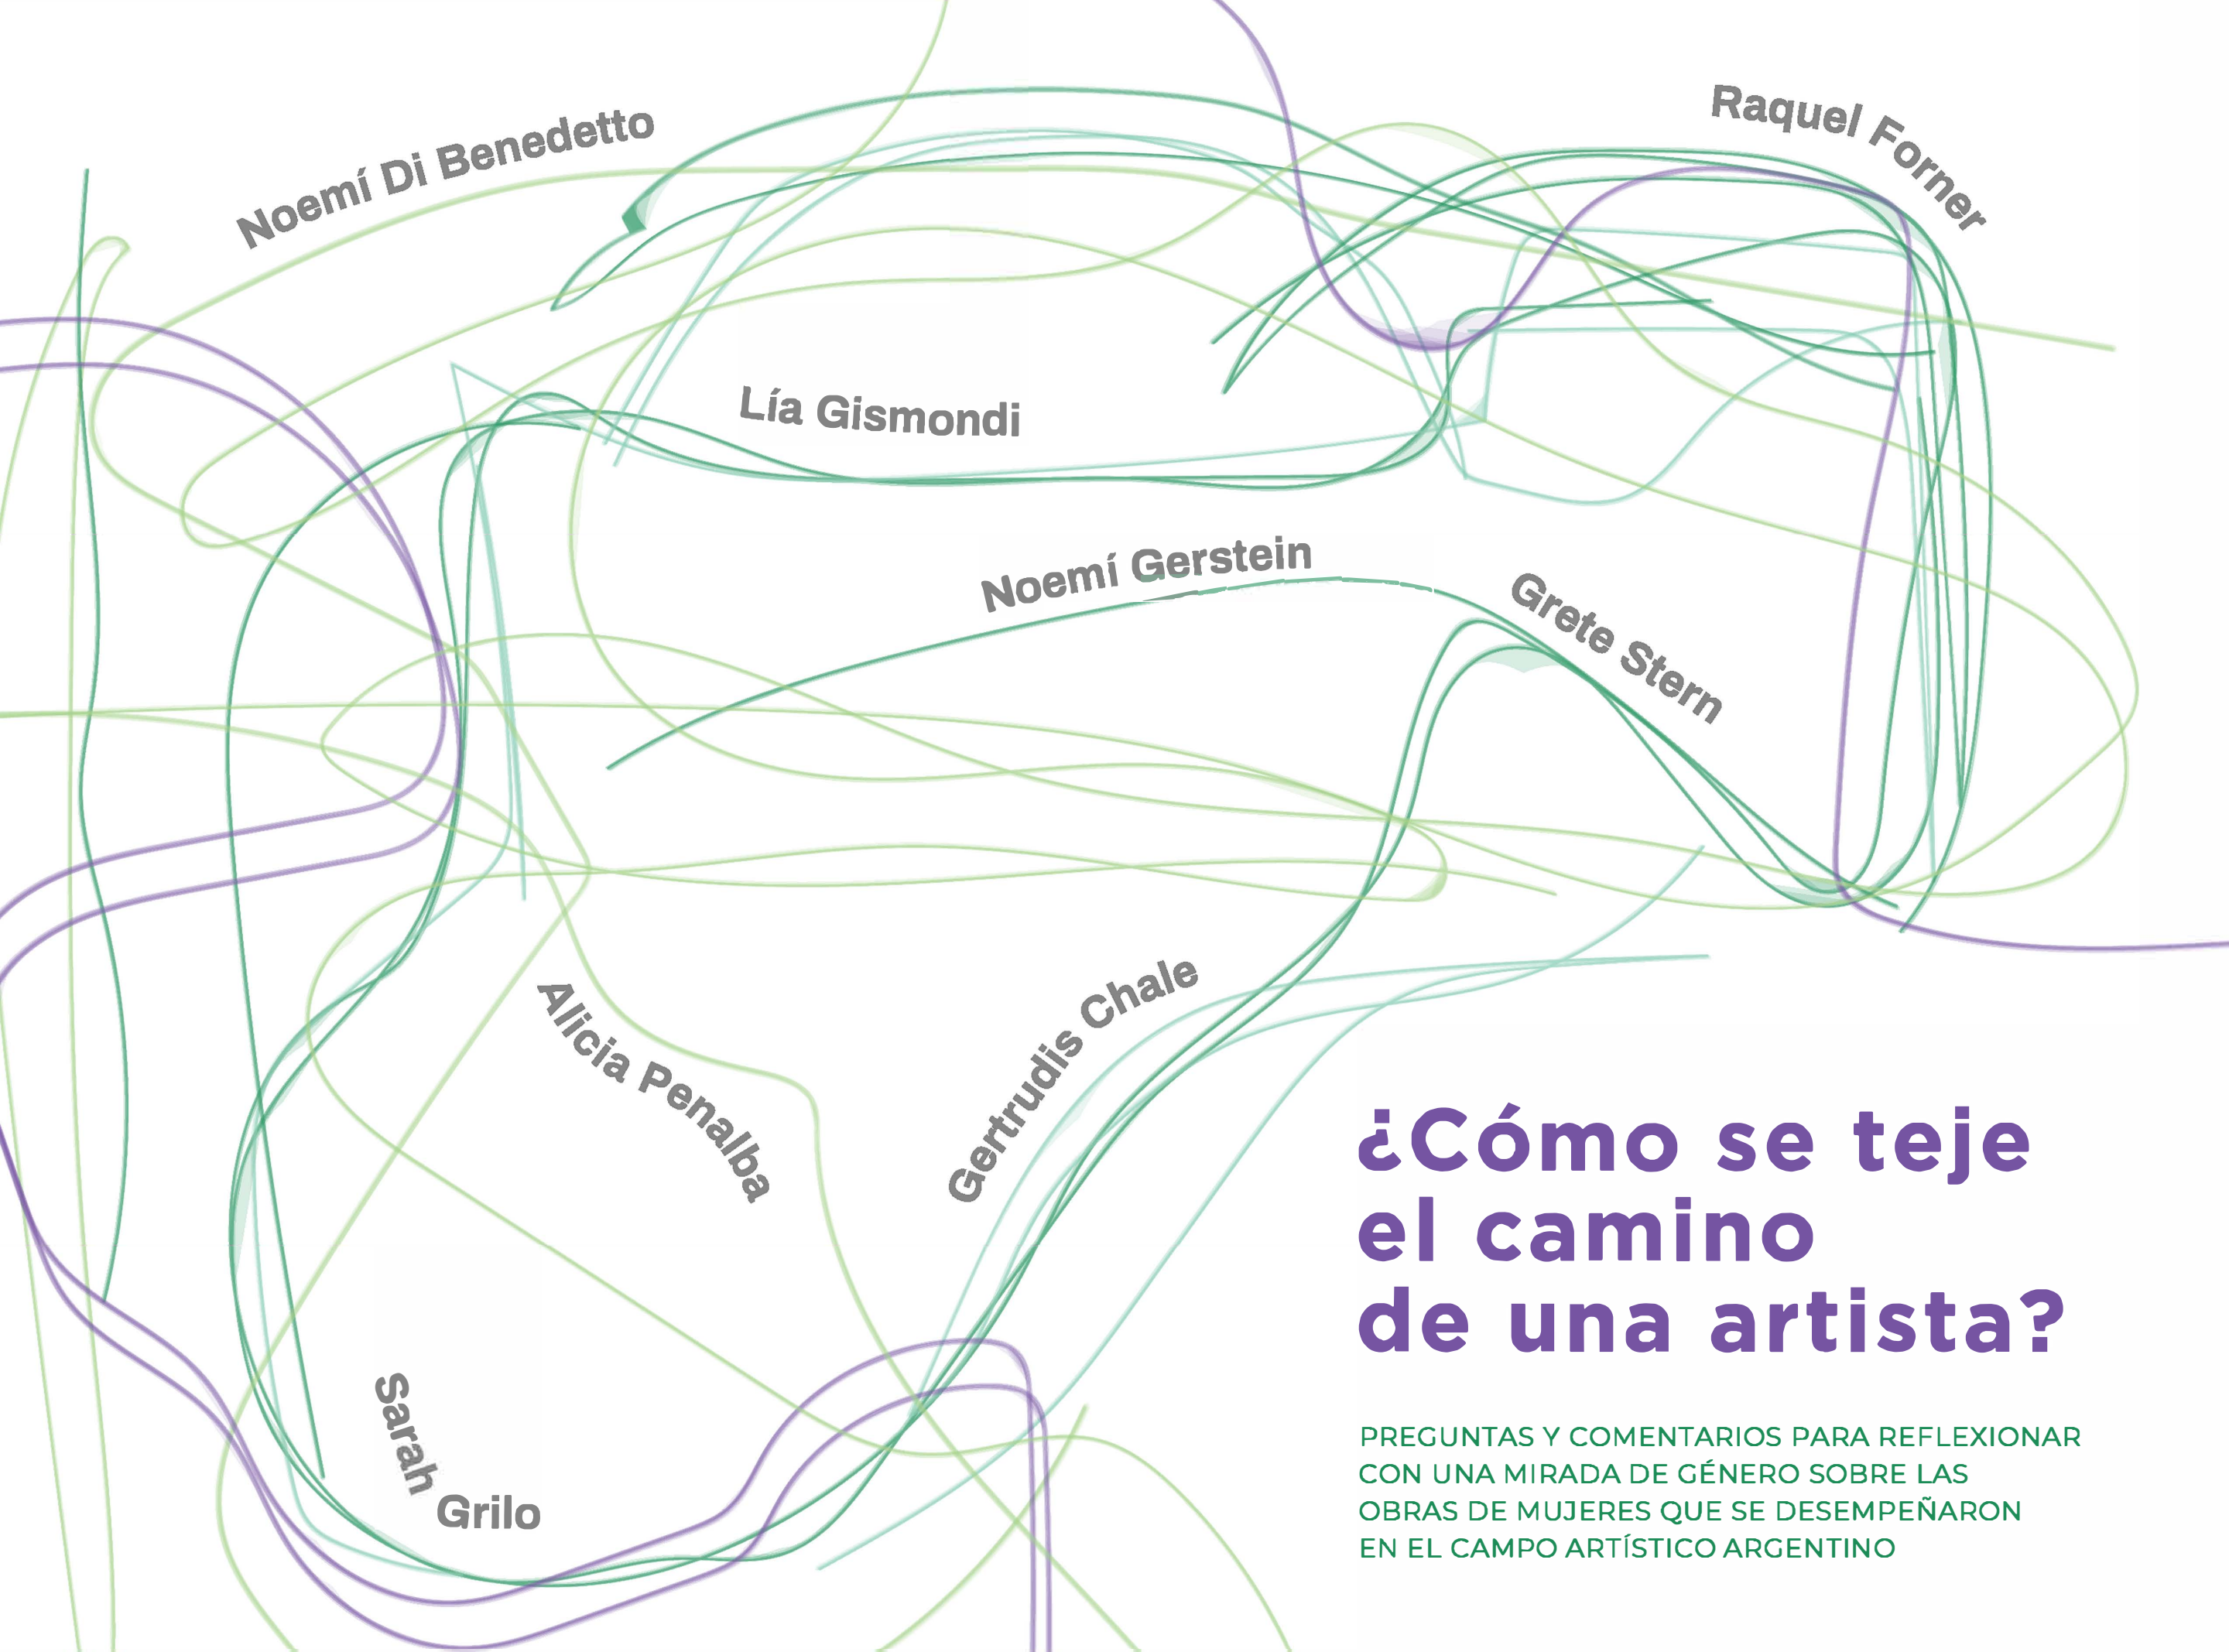 Noemí Di Benedetto
Raquel Forner
Lía Gismondi
Noemí Gerstein
Grete Stern
Alicia Penalba
Gertrudis Chale
Sarah Grilo
¿Cómo se teje
el camino
de una artista?
PREGUNTAS Y COMENTARIOS PARA REFLEXIONAR
CON UNA MIRADA DE GÉNERO SOBRE LAS
OBRAS DE MUJERES QUE SE DESEMPEÑARON
EN EL CAMPO ARTÍSTICO ARGENTINO